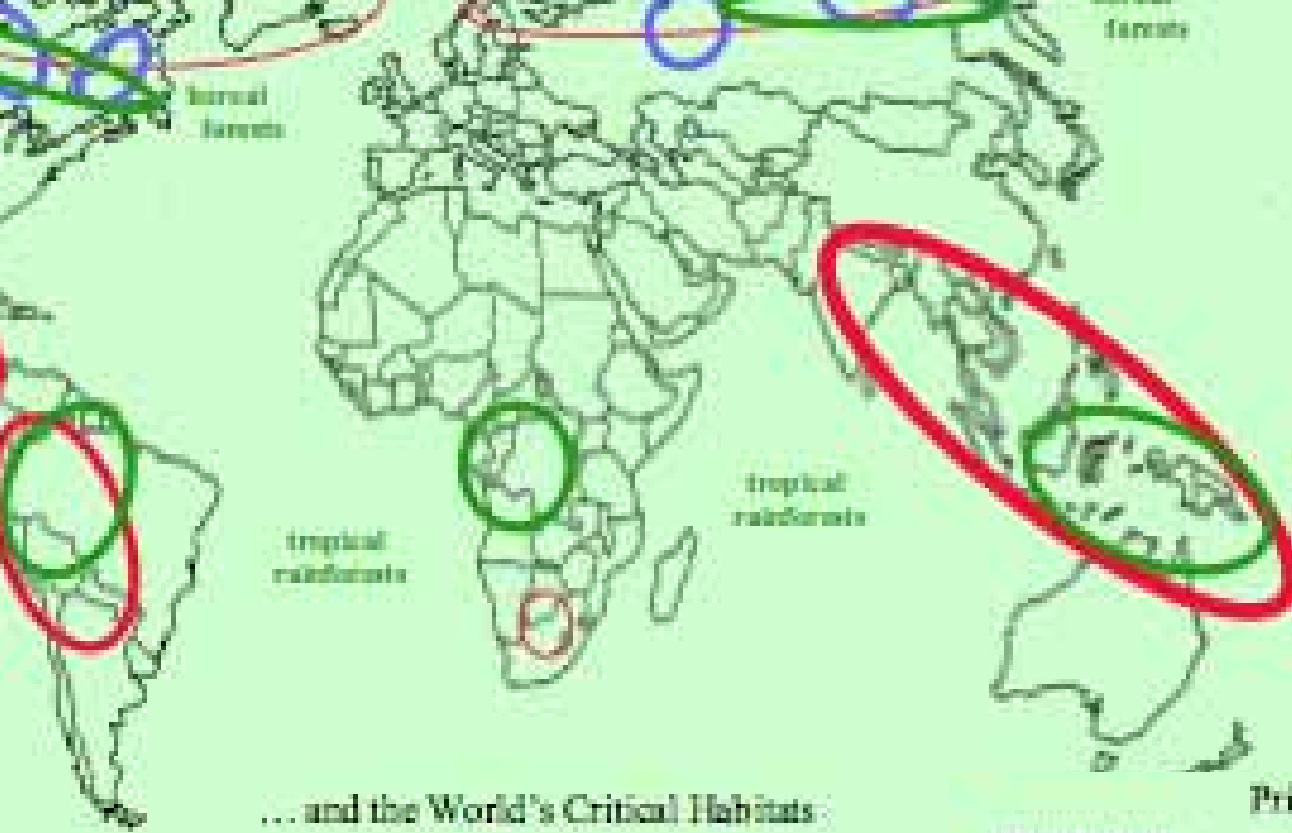 forests
boreal
forests
tropical
rainforests
tropical
rainforests
… and the World's Critical Habitats